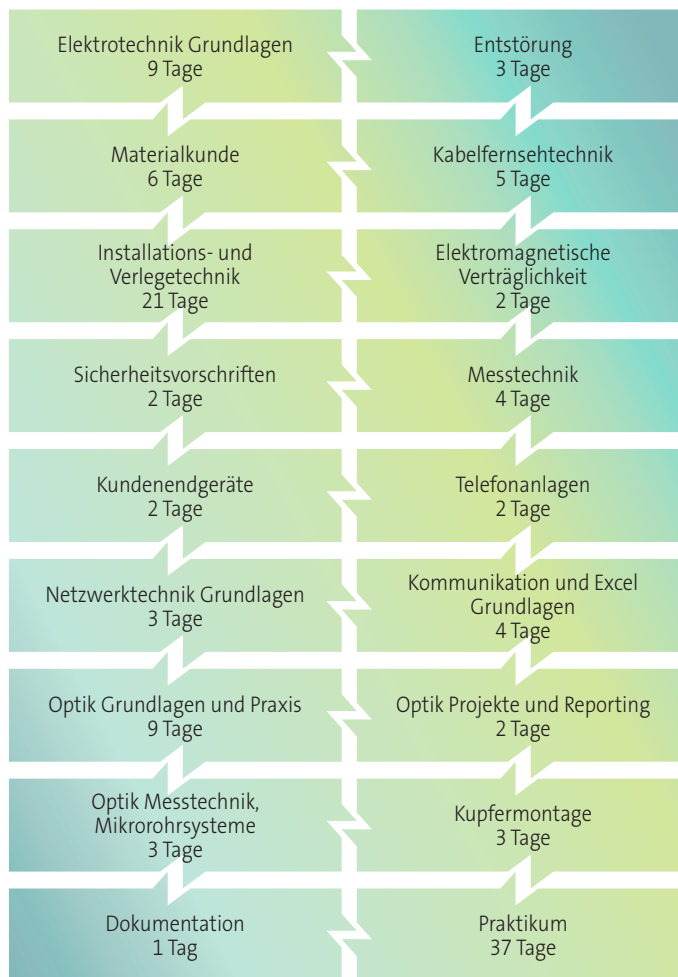 Elektrotechnik Grundlagen
9 Tage
Entstörung
3 Tage
Materialkunde
6 Tage
Kabelfernsehtechnik
5 Tage
Installations- und
Verlegetechnik
21 Tage
Elektromagnetische
Verträglichkeit
2 Tage
Sicherheitsvorschriften
2 Tage
Messtechnik
4 Tage
Kundenendgeräte
2 Tage
Telefonanlagen
2 Tage
Netzwerktechnik Grundlagen
3 Tage
Kommunikation und Excel
Grundlagen
4 Tage
Optik Grundlagen und Praxis
9 Tage
Optik Projekte und Reporting
2 Tage
Optik Messtechnik,
Mikrorohrsysteme
3 Tage
Kupfermontage
3 Tage
Dokumentation
1 Tag
Praktikum
37 Tage